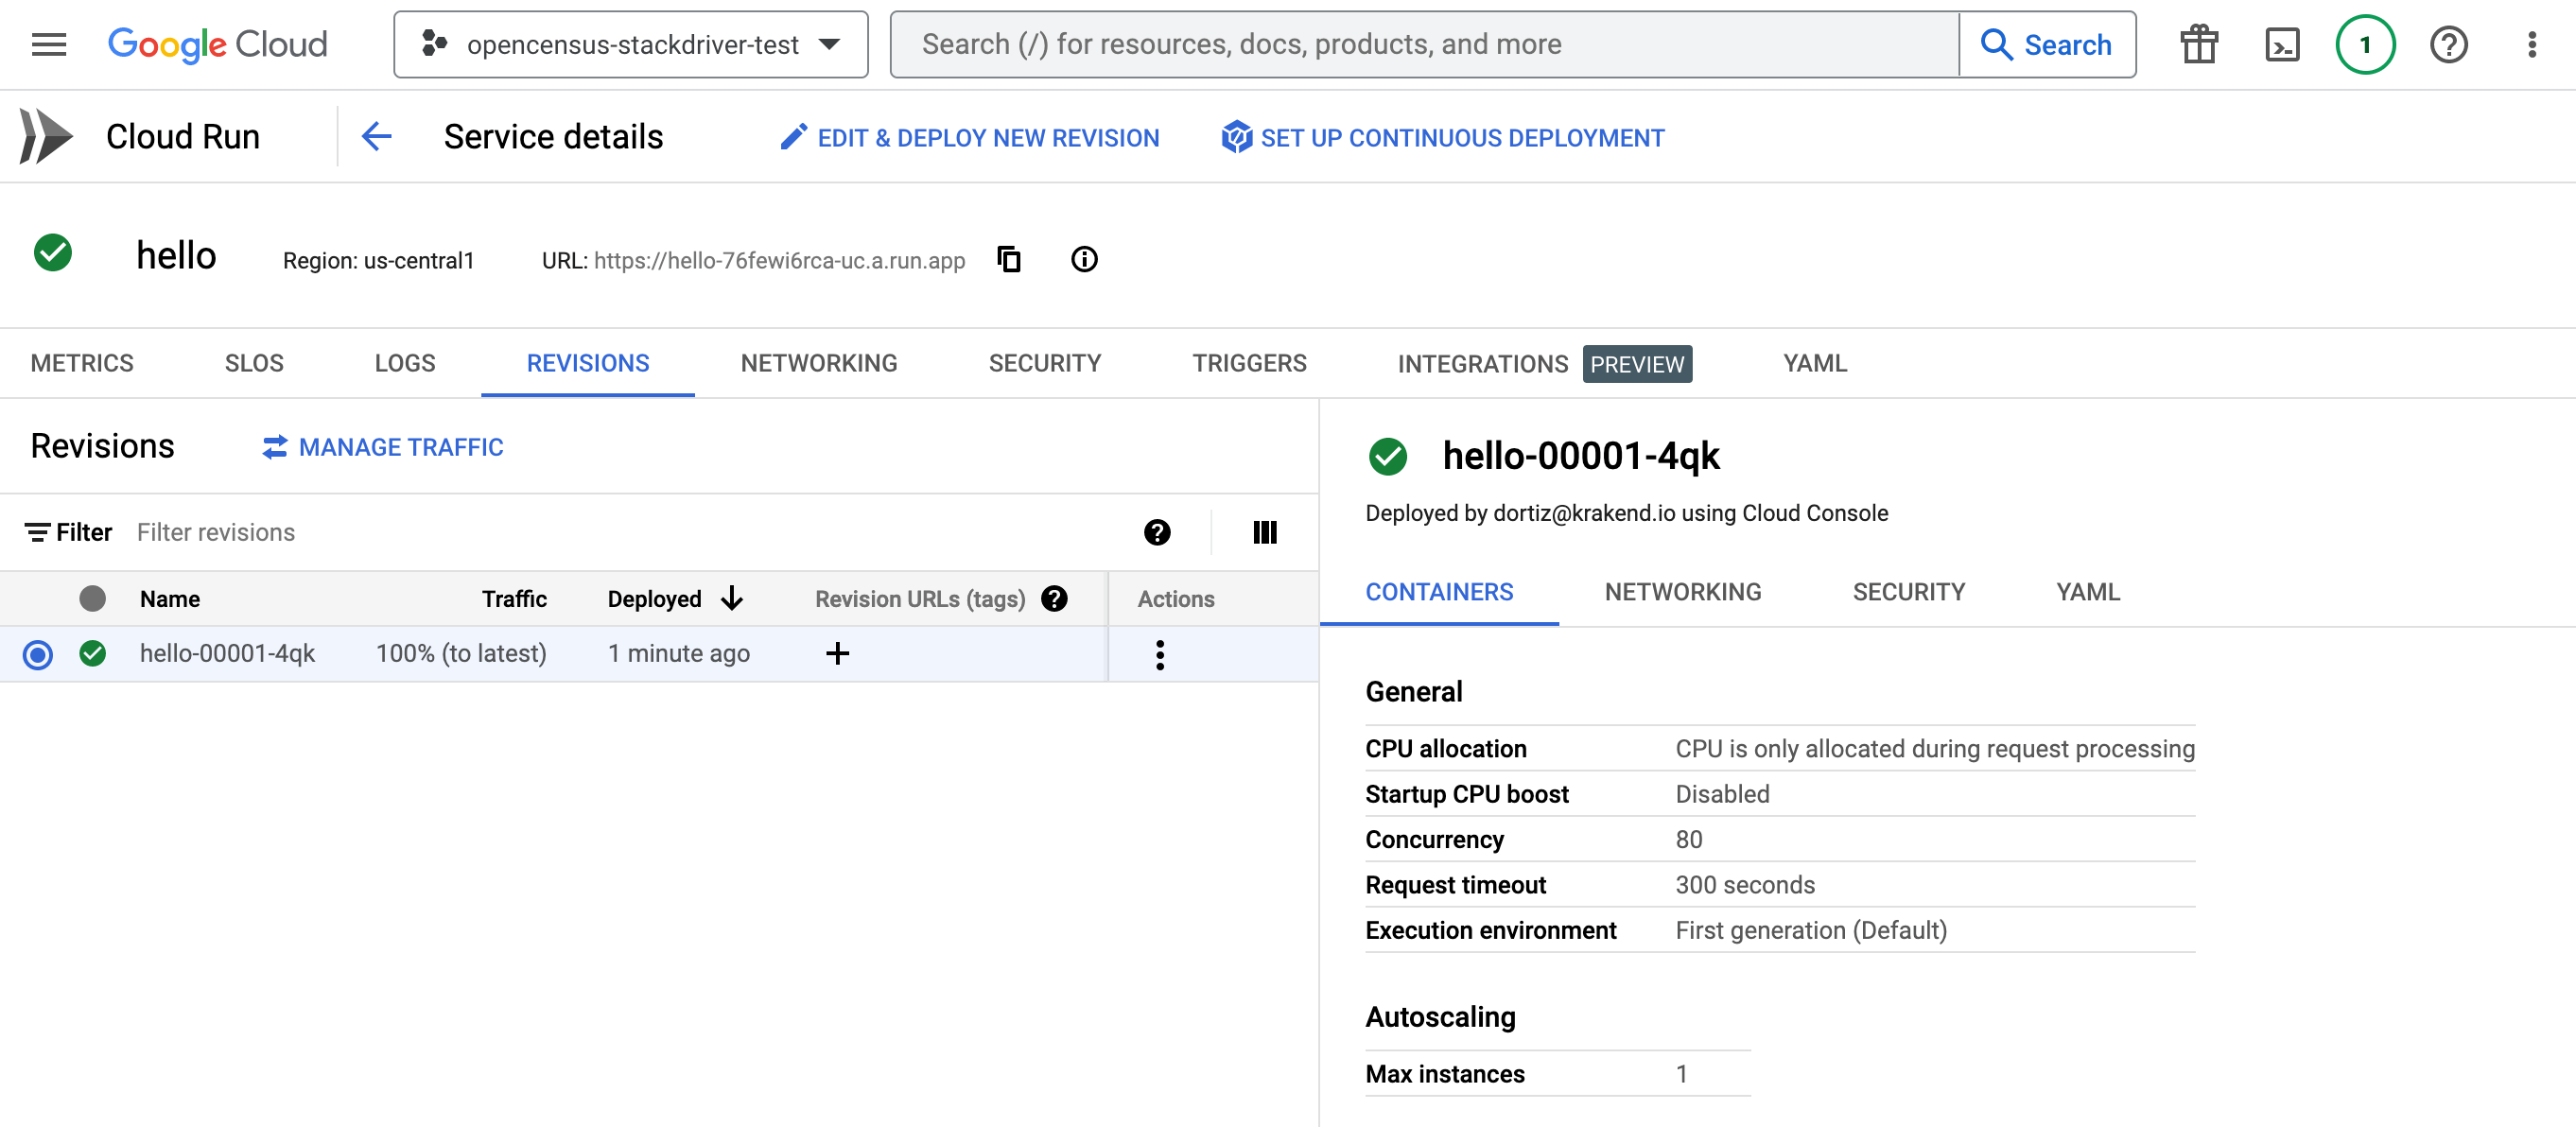 Google Cloud
opencensus-stackdriver-test
Search (/) for resources, docs, products, and more
Search
1
Cloud Run
Service details
EDIT & DEPLOY NEW REVISION
SET UP CONTINUOUS DEPLOYMENT
hello
Region: us-central1
URL: https://hello-76fewi6rca-uc.a.run.app
METRICS
SLOS
LOGS
REVISIONS
NETWORKING
SECURITY
TRIGGERS
INTEGRATIONS PREVIEW
YAML
Revisions
MANAGE TRAFFIC
Filter Filter revisions
Name Traffic Deployed Revision URLs (tags) Actions
hello-00001-4qk 100% (to latest) 1 minute ago
hello-00001-4qk
Deployed by dortiz@krakend.io using Cloud Console
CONTAINERS
NETWORKING
SECURITY
YAML
General
CPU allocation CPU is only allocated during request processing
Startup CPU boost Disabled
Concurrency 80
Request timeout 300 seconds
Execution environment First generation (Default)
Autoscaling
Max instances 1